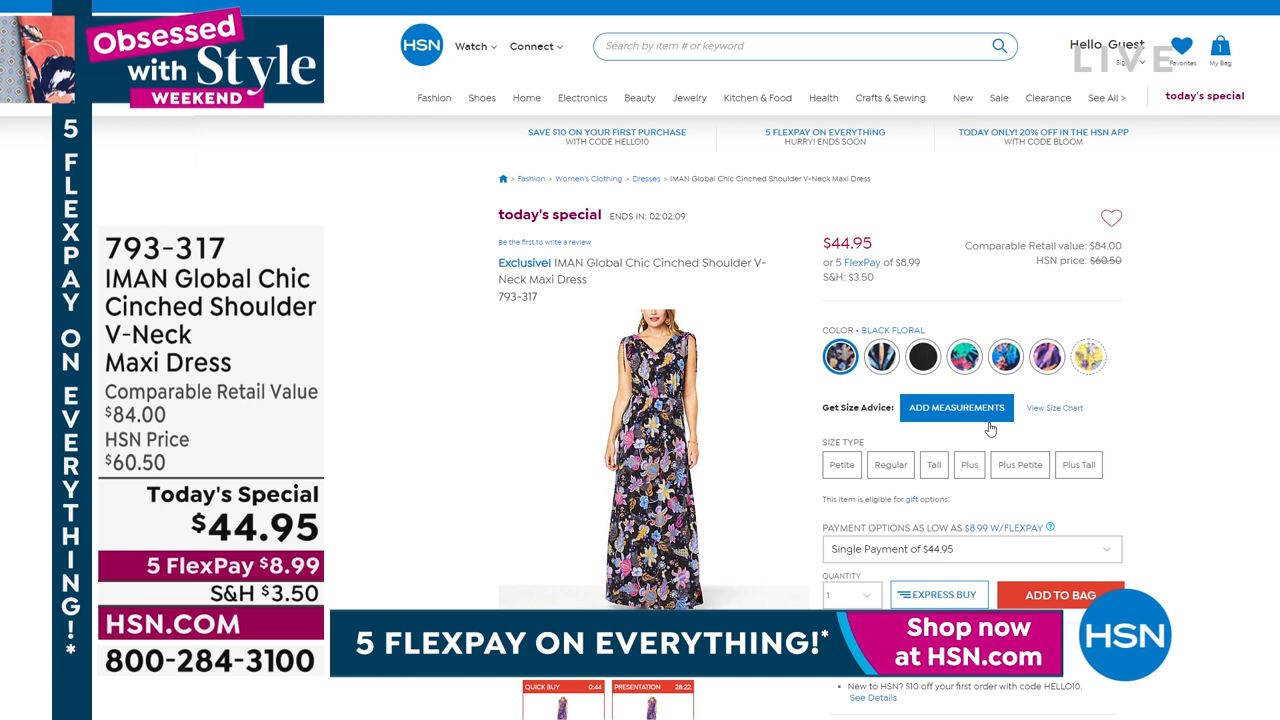 Obsessed
with Style
WEEKEND
5 FLEXPAY ON EVERYTHING!*
793-317
IMAN Global Chic
Cinched Shoulder
V-Neck
Maxi Dress
Comparable Retail Value
$84.00
HSN Price
$60.50
Today's Special
$44.95
5 FlexPay $8.99
S&H $3.50
HSN.COM
800-284-3100
HSN
Watch
Connect
Search by item # or keyword
Hello, Guest
LIVE
Favorites
1
My Bag
Fashion Shoes Home Electronics Beauty Jewelry Kitchen & Food Health Crafts & Sewing New Sale Clearance See All > today's special
SAVE $10 ON YOUR FIRST PURCHASE
WITH CODE HELLO10
5 FLEXPAY ON EVERYTHING
HURRY! ENDS SOON
TODAY ONLY! 20% OFF IN THE HSN APP
WITH CODE BLOOM
> Fashion > Women's Clothing > Dresses > IMAN Global Chic Cinched Shoulder V-Neck Maxi Dress
today's special ENDS IN: 02:02:09
Be the first to write a review
Exclusive! IMAN Global Chic Cinched Shoulder V-
Neck Maxi Dress
793-317
$44.95
or 5 FlexPay of $8.99
S&H: $3.50
Comparable Retail value: $84.00
HSN price: $60.50
COLOR • BLACK FLORAL
Get Size Advice: ADD MEASUREMENTS View Size Chart
SIZE TYPE
Petite Regular Tall Plus Plus Petite Plus Tall
This item is eligible for gift options.
PAYMENT OPTIONS AS LOW AS $8.99 W/FLEXPAY ?
Single Payment of $44.95
QUANTITY
1
EXPRESS BUY
ADD TO BAG
5 FLEXPAY ON EVERYTHING!*
Shop now
at HSN.com
HSN
QUICK BUY 0:44
PRESENTATION 28:22
• New to HSN? $10 off your first order with code HELLO10.
See Details